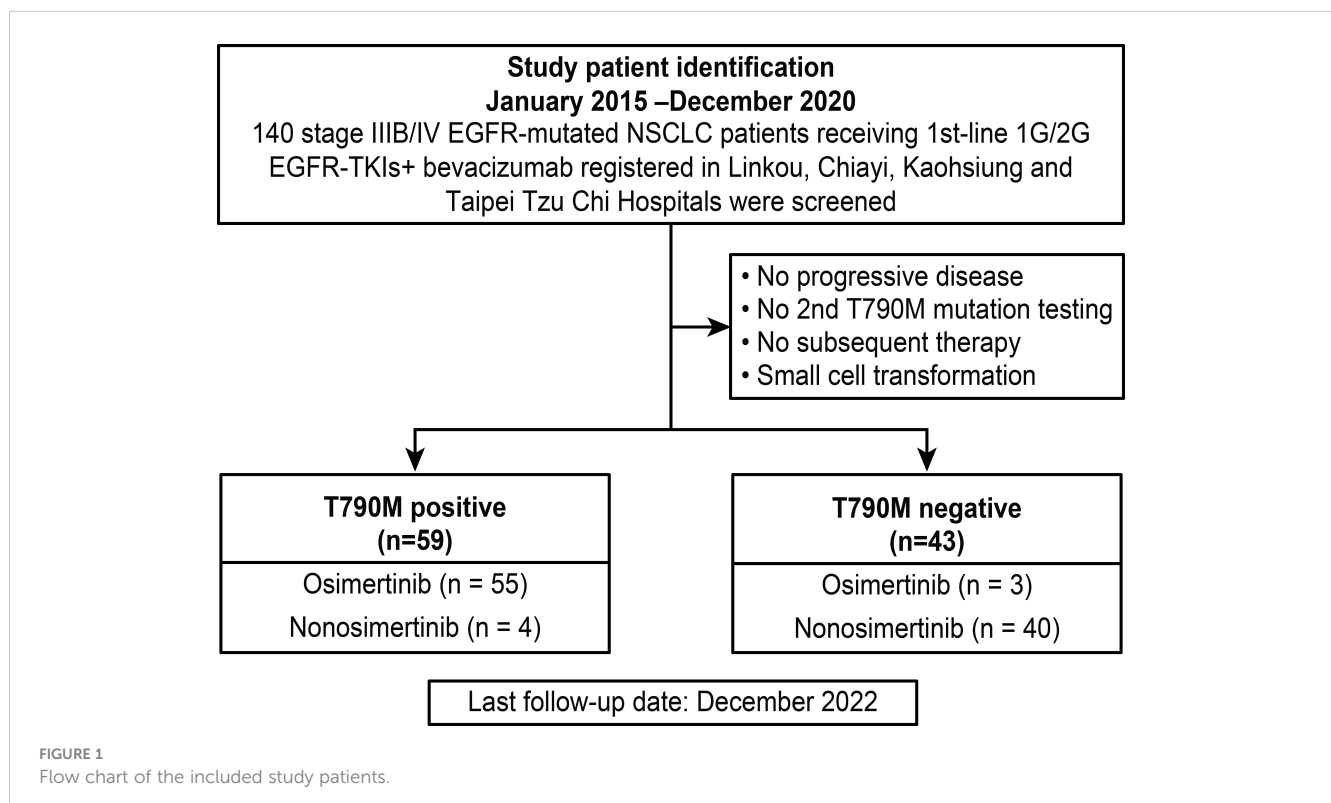 Study patient identification
January 2015 –December 2020
140 stage IIIB/IV EGFR-mutated NSCLC patients receiving 1st-line 1G/2G
EGFR-TKIs+ bevacizumab registered in Linkou, Chiayi, Kaohsiung and
Taipei Tzu Chi Hospitals were screened
• No progressive disease
• No 2nd T790M mutation testing
• No subsequent therapy
• Small cell transformation
T790M positive
(n=59)
Osimertinib (n = 55)
Nonosimertinib (n = 4)
T790M negative
(n=43)
Osimertinib (n = 3)
Nonosimertinib (n = 40)
Last follow-up date: December 2022
FIGURE 1
Flow chart of the included study patients.